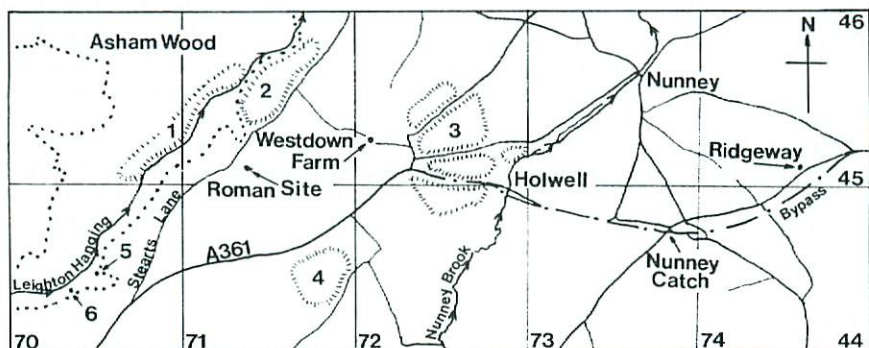 46
Asham Wood
N
2
Nunney
1
3
Westdown
Farm
Ridgeway
Roman Site
Holwell
45
Bypass
Stearts Lane
A361
5
Leighton Hanging
4
Nunney Brook
Nunney
Catch
6
70
71
72
73
74
44